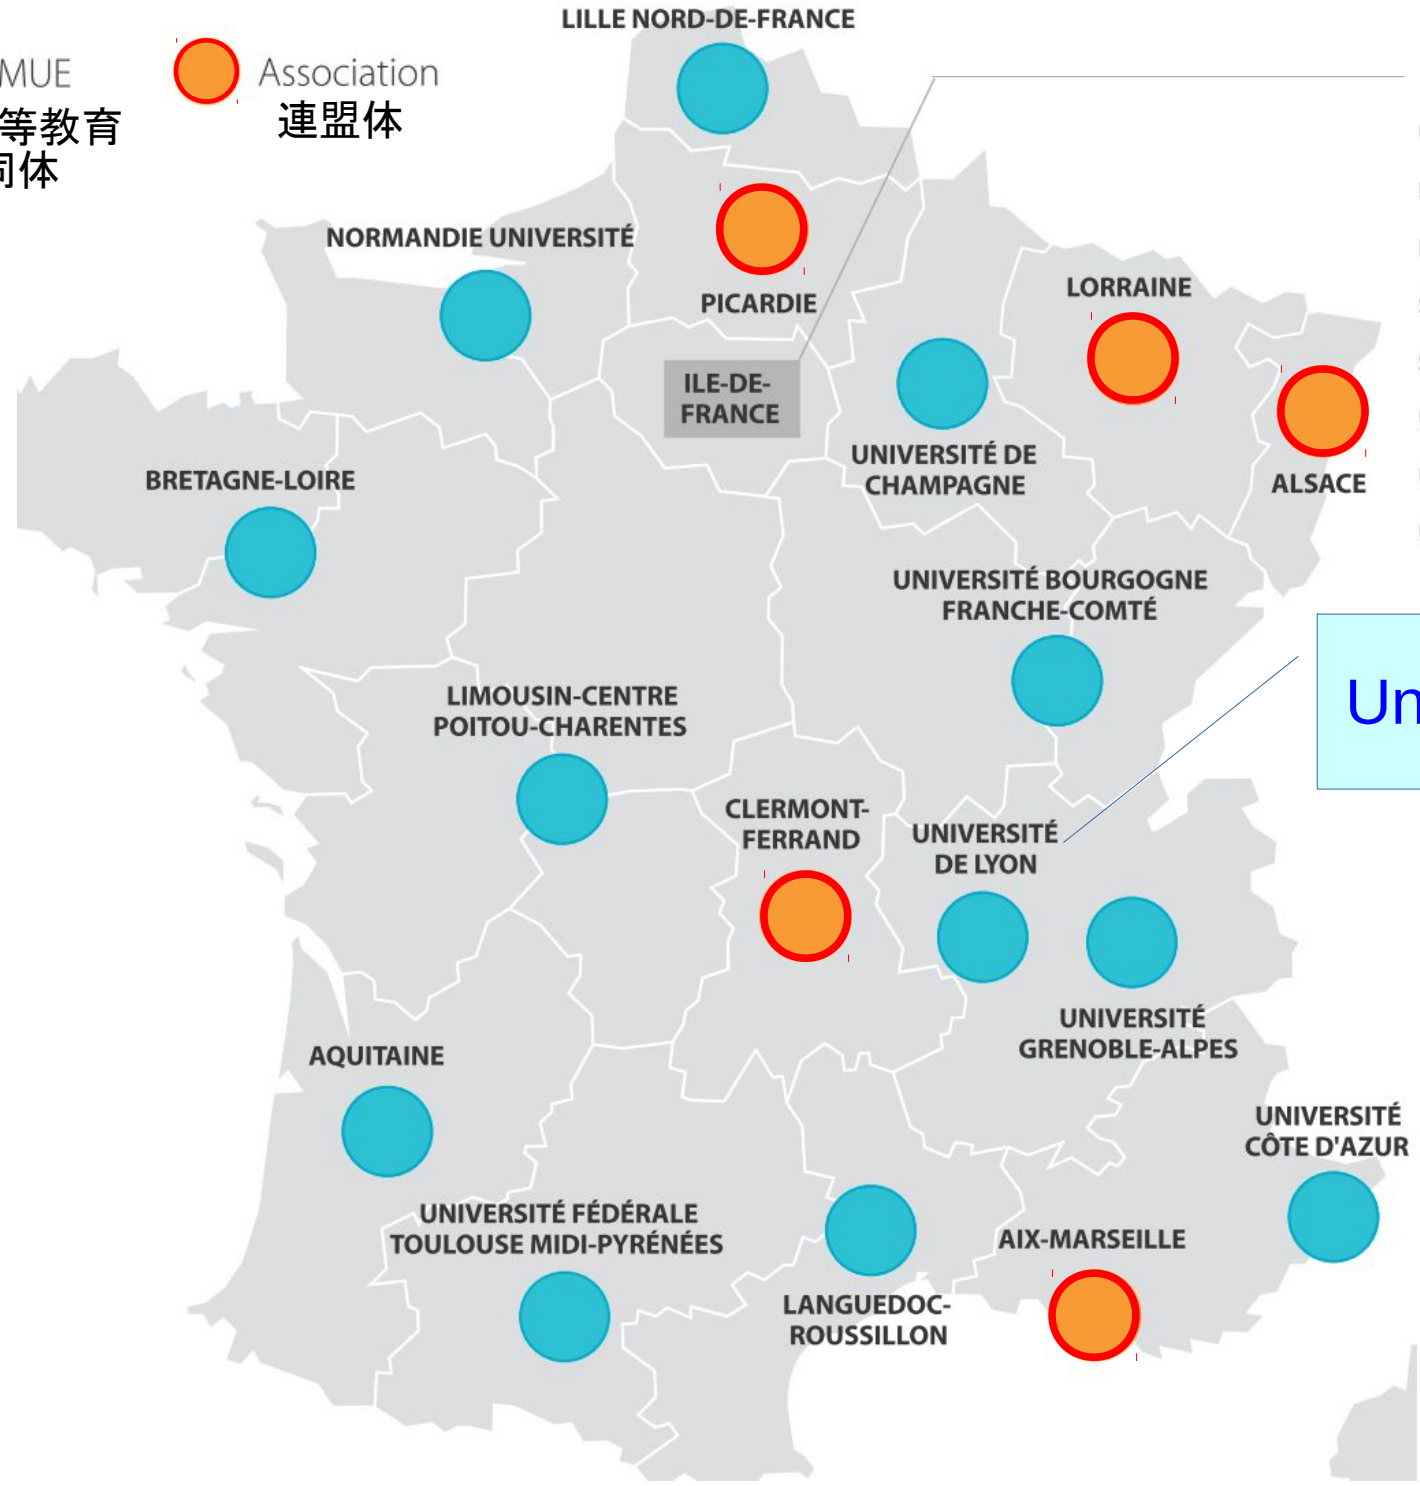 LILLE NORD-DE-FRANCE
MUE
等教育
同体
Association
連盟体
NORMANDIE UNIVERSITÉ
PICARDIE
LORRAINE
ILE-DE-
FRANCE
UNIVERSITÉ DE
CHAMPAGNE
ALSACE
BRETAGNE-LOIRE
UNIVERSITÉ BOURGOGNE
FRANCHE-COMTÉ
Un
LIMOUSIN-CENTRE
POITOU-CHARENTES
CLERMONT-
FERRAND
UNIVERSITÉ
DE LYON
UNIVERSITÉ
GRENOBLE-ALPES
AQUITAINE
UNIVERSITÉ
CÔTE D'AZUR
UNIVERSITÉ FÉDÉRALE
TOULOUSE MIDI-PYRÉNÉES
AIX-MARSEILLE
LANGUEDOC-
ROUSSILLON